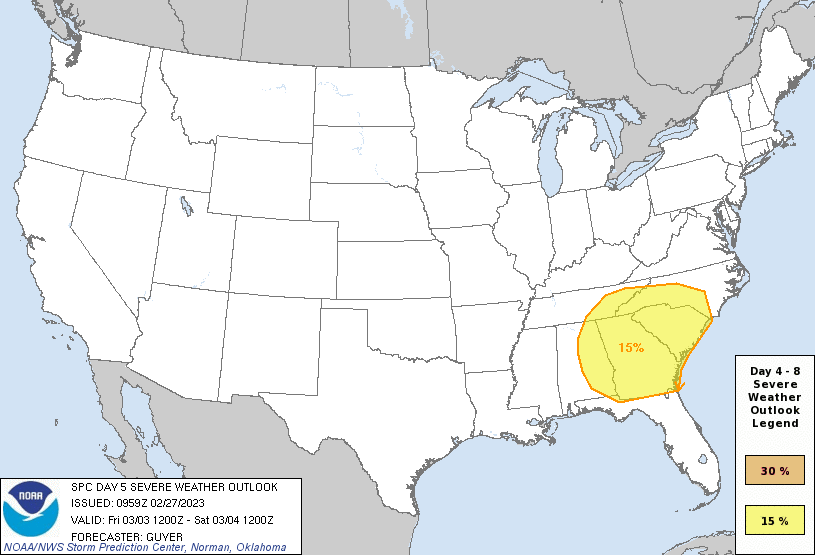 15%
Day 4 - 8
Severe
Weather
Outlook
Legend
30 %
15 %
NOAA
SPC DAY 5 SEVERE WEATHER OUTLOOK
ISSUED: 0959Z 02/27/2023
VALID: Fri 03/03 1200Z - Sat 03/04 1200Z
FORECASTER: GUYER
NOAA/NWS Storm Prediction Center, Norman, Oklahoma